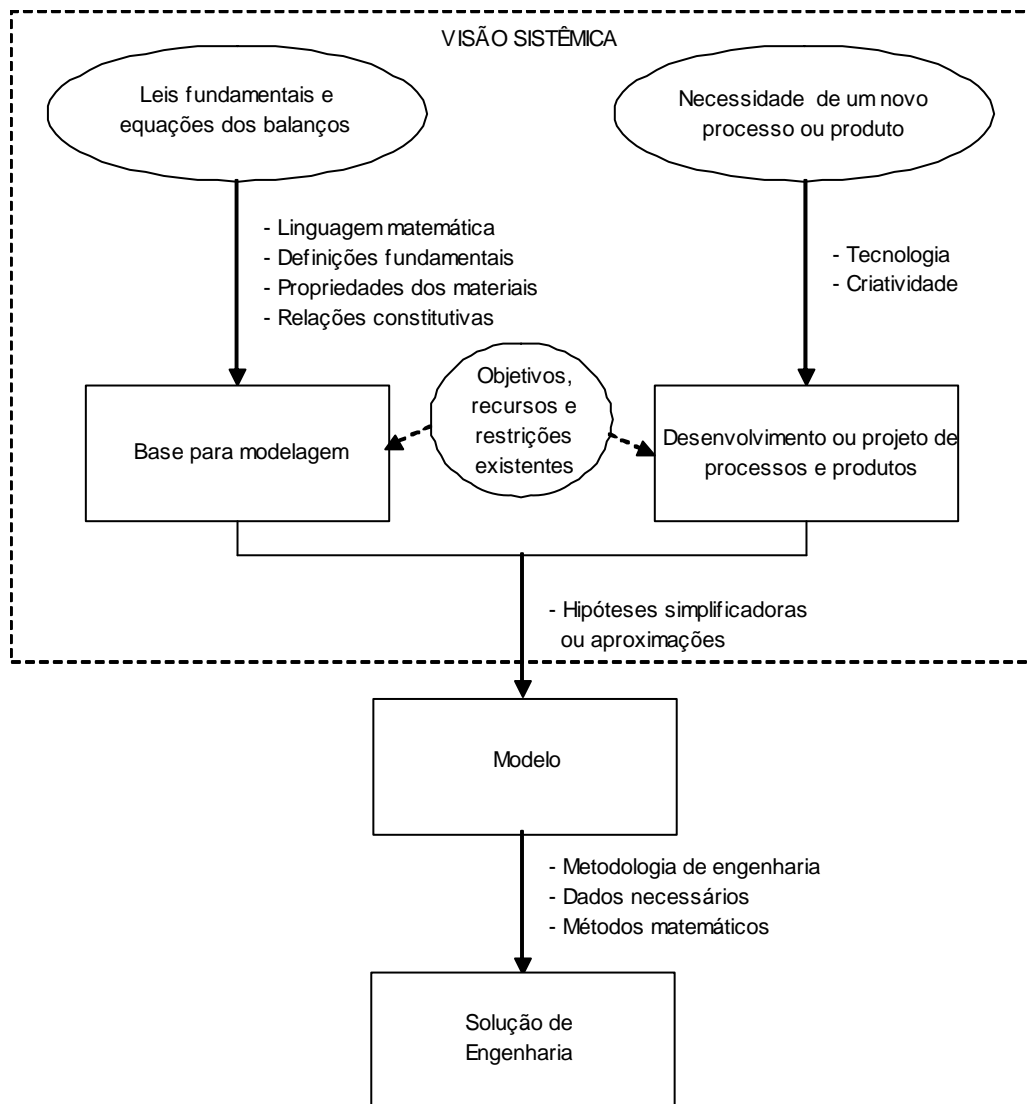 VISÃO SISTÊMICA
Leis fundamentais e
equações dos balanços
Necessidade de um novo
processo ou produto
- Linguagem matemática
- Definições fundamentais
- Propriedades dos materiais
- Relações constitutivas
- Tecnologia
- Criatividade
Objetivos,
recursos e
restrições
existentes
Base para modelagem
Desenvolvimento ou projeto de
processos e produtos
- Hipóteses simplificadoras
ou aproximações
Modelo
- Metodologia de engenharia
- Dados necessários
- Métodos matemáticos
Solução de
Engenharia